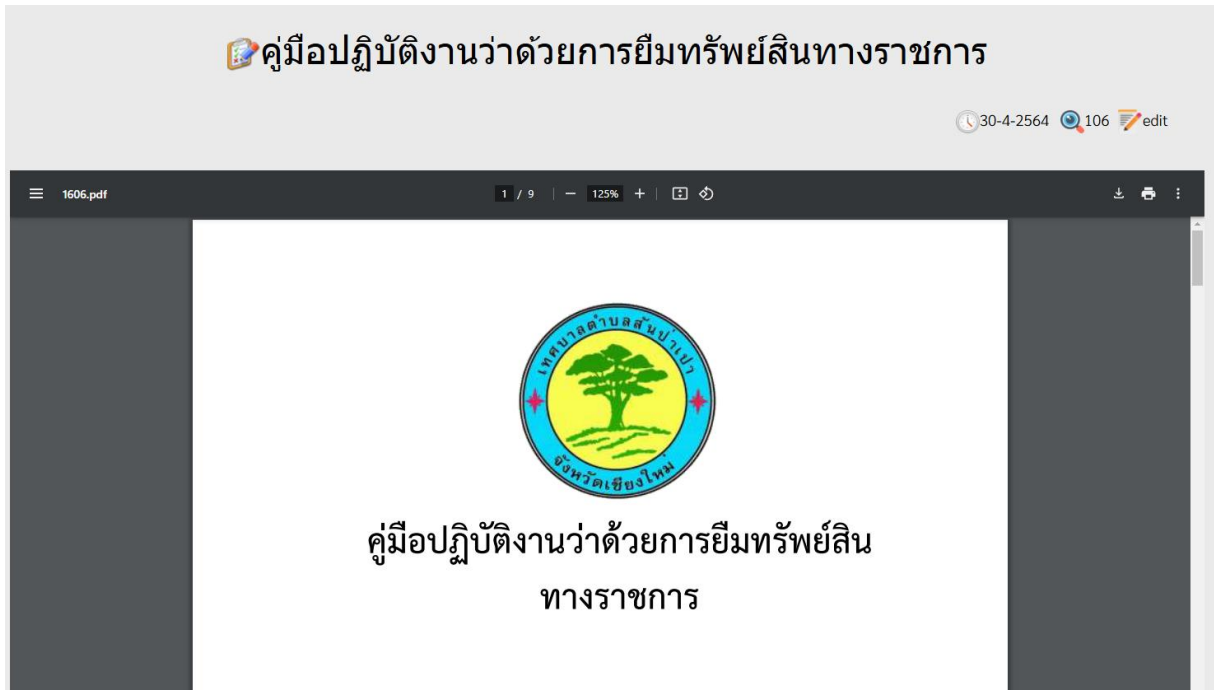 คู่มือปฏิบัติงานว่าด้วยการยืมทรัพย์สินทางราชการ
30-4-2564 106 edit
1606.pdf 1 / 9 125%
เทศบาลตำบลสันป่าเปา
จังหวัดเชียงใหม่
คู่มือปฏิบัติงานว่าด้วยการยืมทรัพย์สิน
ทางราชการ